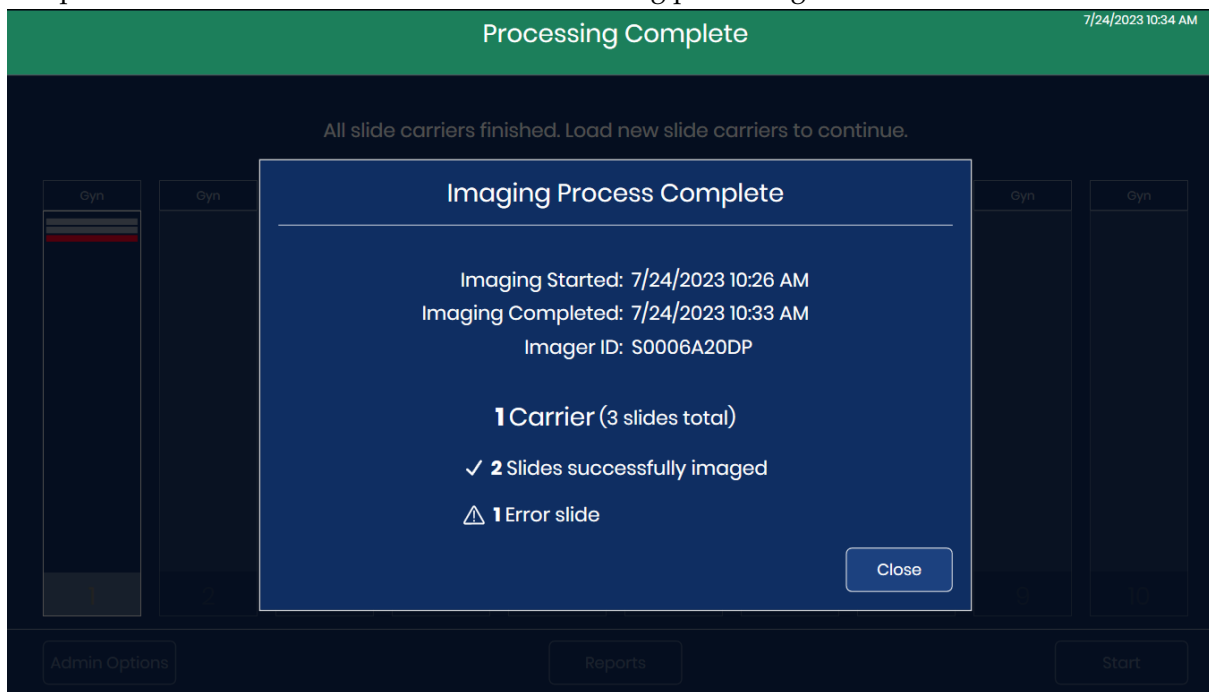 Processing Complete
7/24/2023 10:34 AM
All slide carriers finished. Load new slide carriers to continue.
Gyn
Gyn
Gyn
Gyn
Imaging Process Complete
Imaging Started: 7/24/2023 10:26 AM
Imaging Completed: 7/24/2023 10:33 AM
Imager ID: S0006A20DP
1 Carrier (3 slides total)
✓ 2 Slides successfully imaged
⚠ 1 Error slide
Close
1
2
9
10
Admin Options
Reports
Start